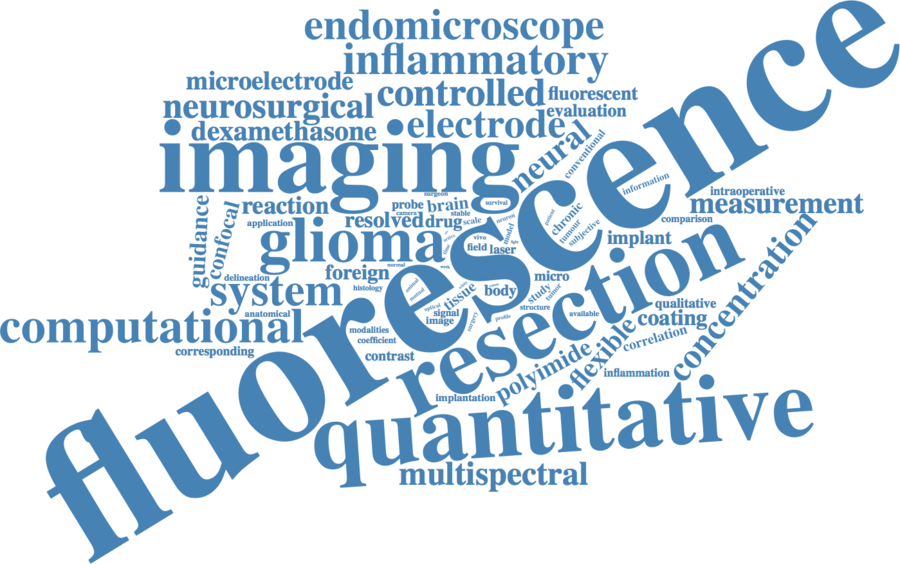 endomicroscope
inflammatory
microelectrode
controlled
fluorescent
neurosurgical
evaluation
dexamethasone
electrode
imaging
neural
conventional
fluorescence
information
surgeon
survival
intraoperative
guidance
confocal
reaction
probe
brain
measurement
camera
stable
neuron
chronic
comparison
application
resolved
drug
scale
model
tumor
subjective
glioma
vivo
field
laser
implant
concentration
foreign
normal
micro
resection
delineation
histology
tissue
body
study
system
animal
optical
signal
image
structure
available
qualitative
anatomical
profile
coating
computational
modalities
coefficient
flexible
correlation
corresponding
contrast
polyimide
inflammation
implantation
quantitative
multispectral